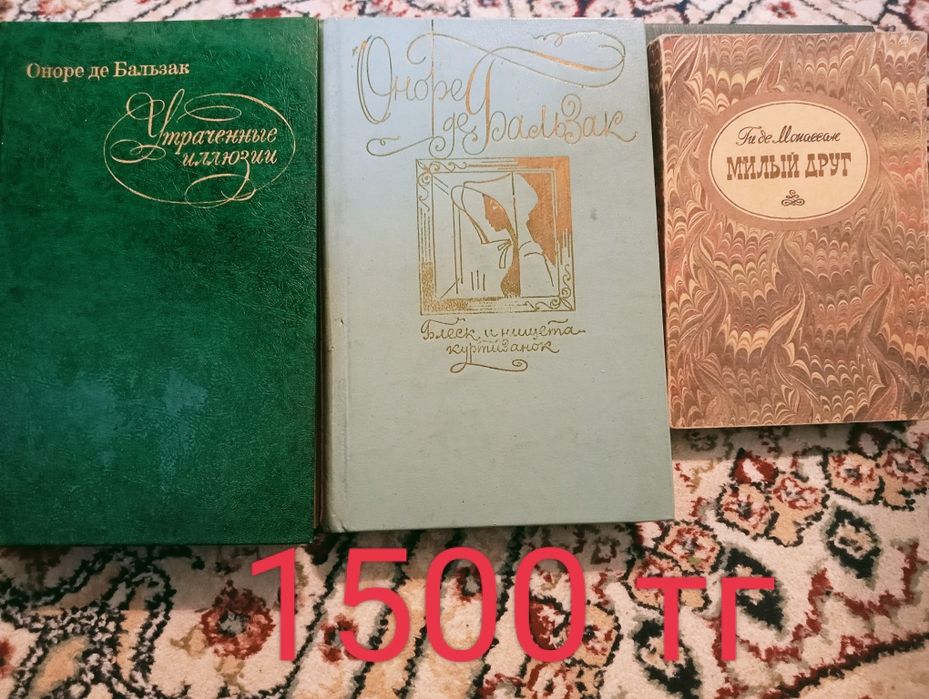 Оноре де Бальзак
Утраченные
иллюзии
Оноре
де Бальзак
Блеск и нищета
куртизанок
Ги де Мопассан
МИЛЫЙ ДРУГ
1500 тг